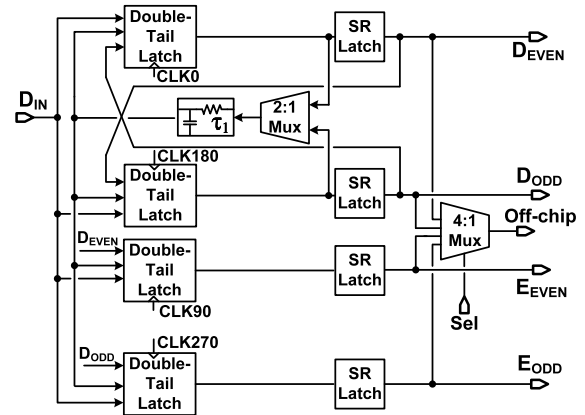 Double-
Tail
Latch
CLK0
SR
Latch
D_EVEN
D_IN
τ1
2:1
Mux
CLK180
Double-
Tail
Latch
SR
Latch
D_ODD
4:1
Mux
Off-chip
D_EVEN
Double-
Tail
Latch
CLK90
SR
Latch
E_EVEN
Sel
D_ODD
CLK270
Double-
Tail
Latch
SR
Latch
E_ODD